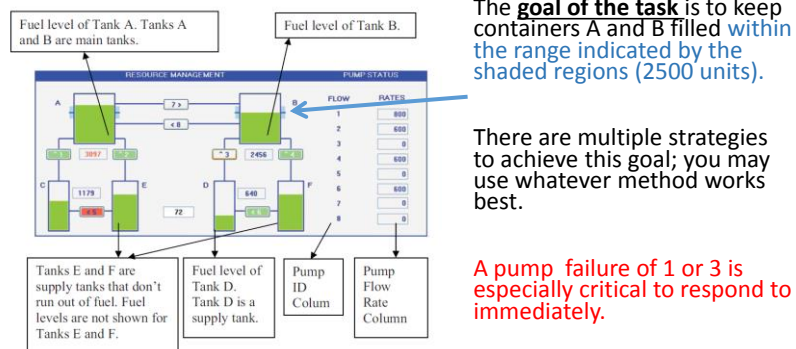 Fuel level of Tank A. Tanks A
and B are main tanks.
Fuel level of Tank B.
The goal of the task is to keep
containers A and B filled within
the range indicated by the
shaded regions (2500 units).
There are multiple strategies
to achieve this goal; you may
use whatever method works
best.
A pump  failure of 1 or 3 is
especially critical to respond to
immediately.
RESOURCE MANAGEMENT
PUMP STATUS
FLOW RATES
A
7 >
B
< 8
1 800
2 600
3 0
4 600
5 0
6 600
7 0
8 0
3897
^ 3
2456
C
1179
E
D
640
F
72
Tanks E and F are
supply tanks that don't
run out of fuel. Fuel
levels are not shown for
Tanks E and F.
Fuel level of
Tank D.
Tank D is a
supply tank.
Pump
ID
Colum
Pump
Flow
Rate
Column